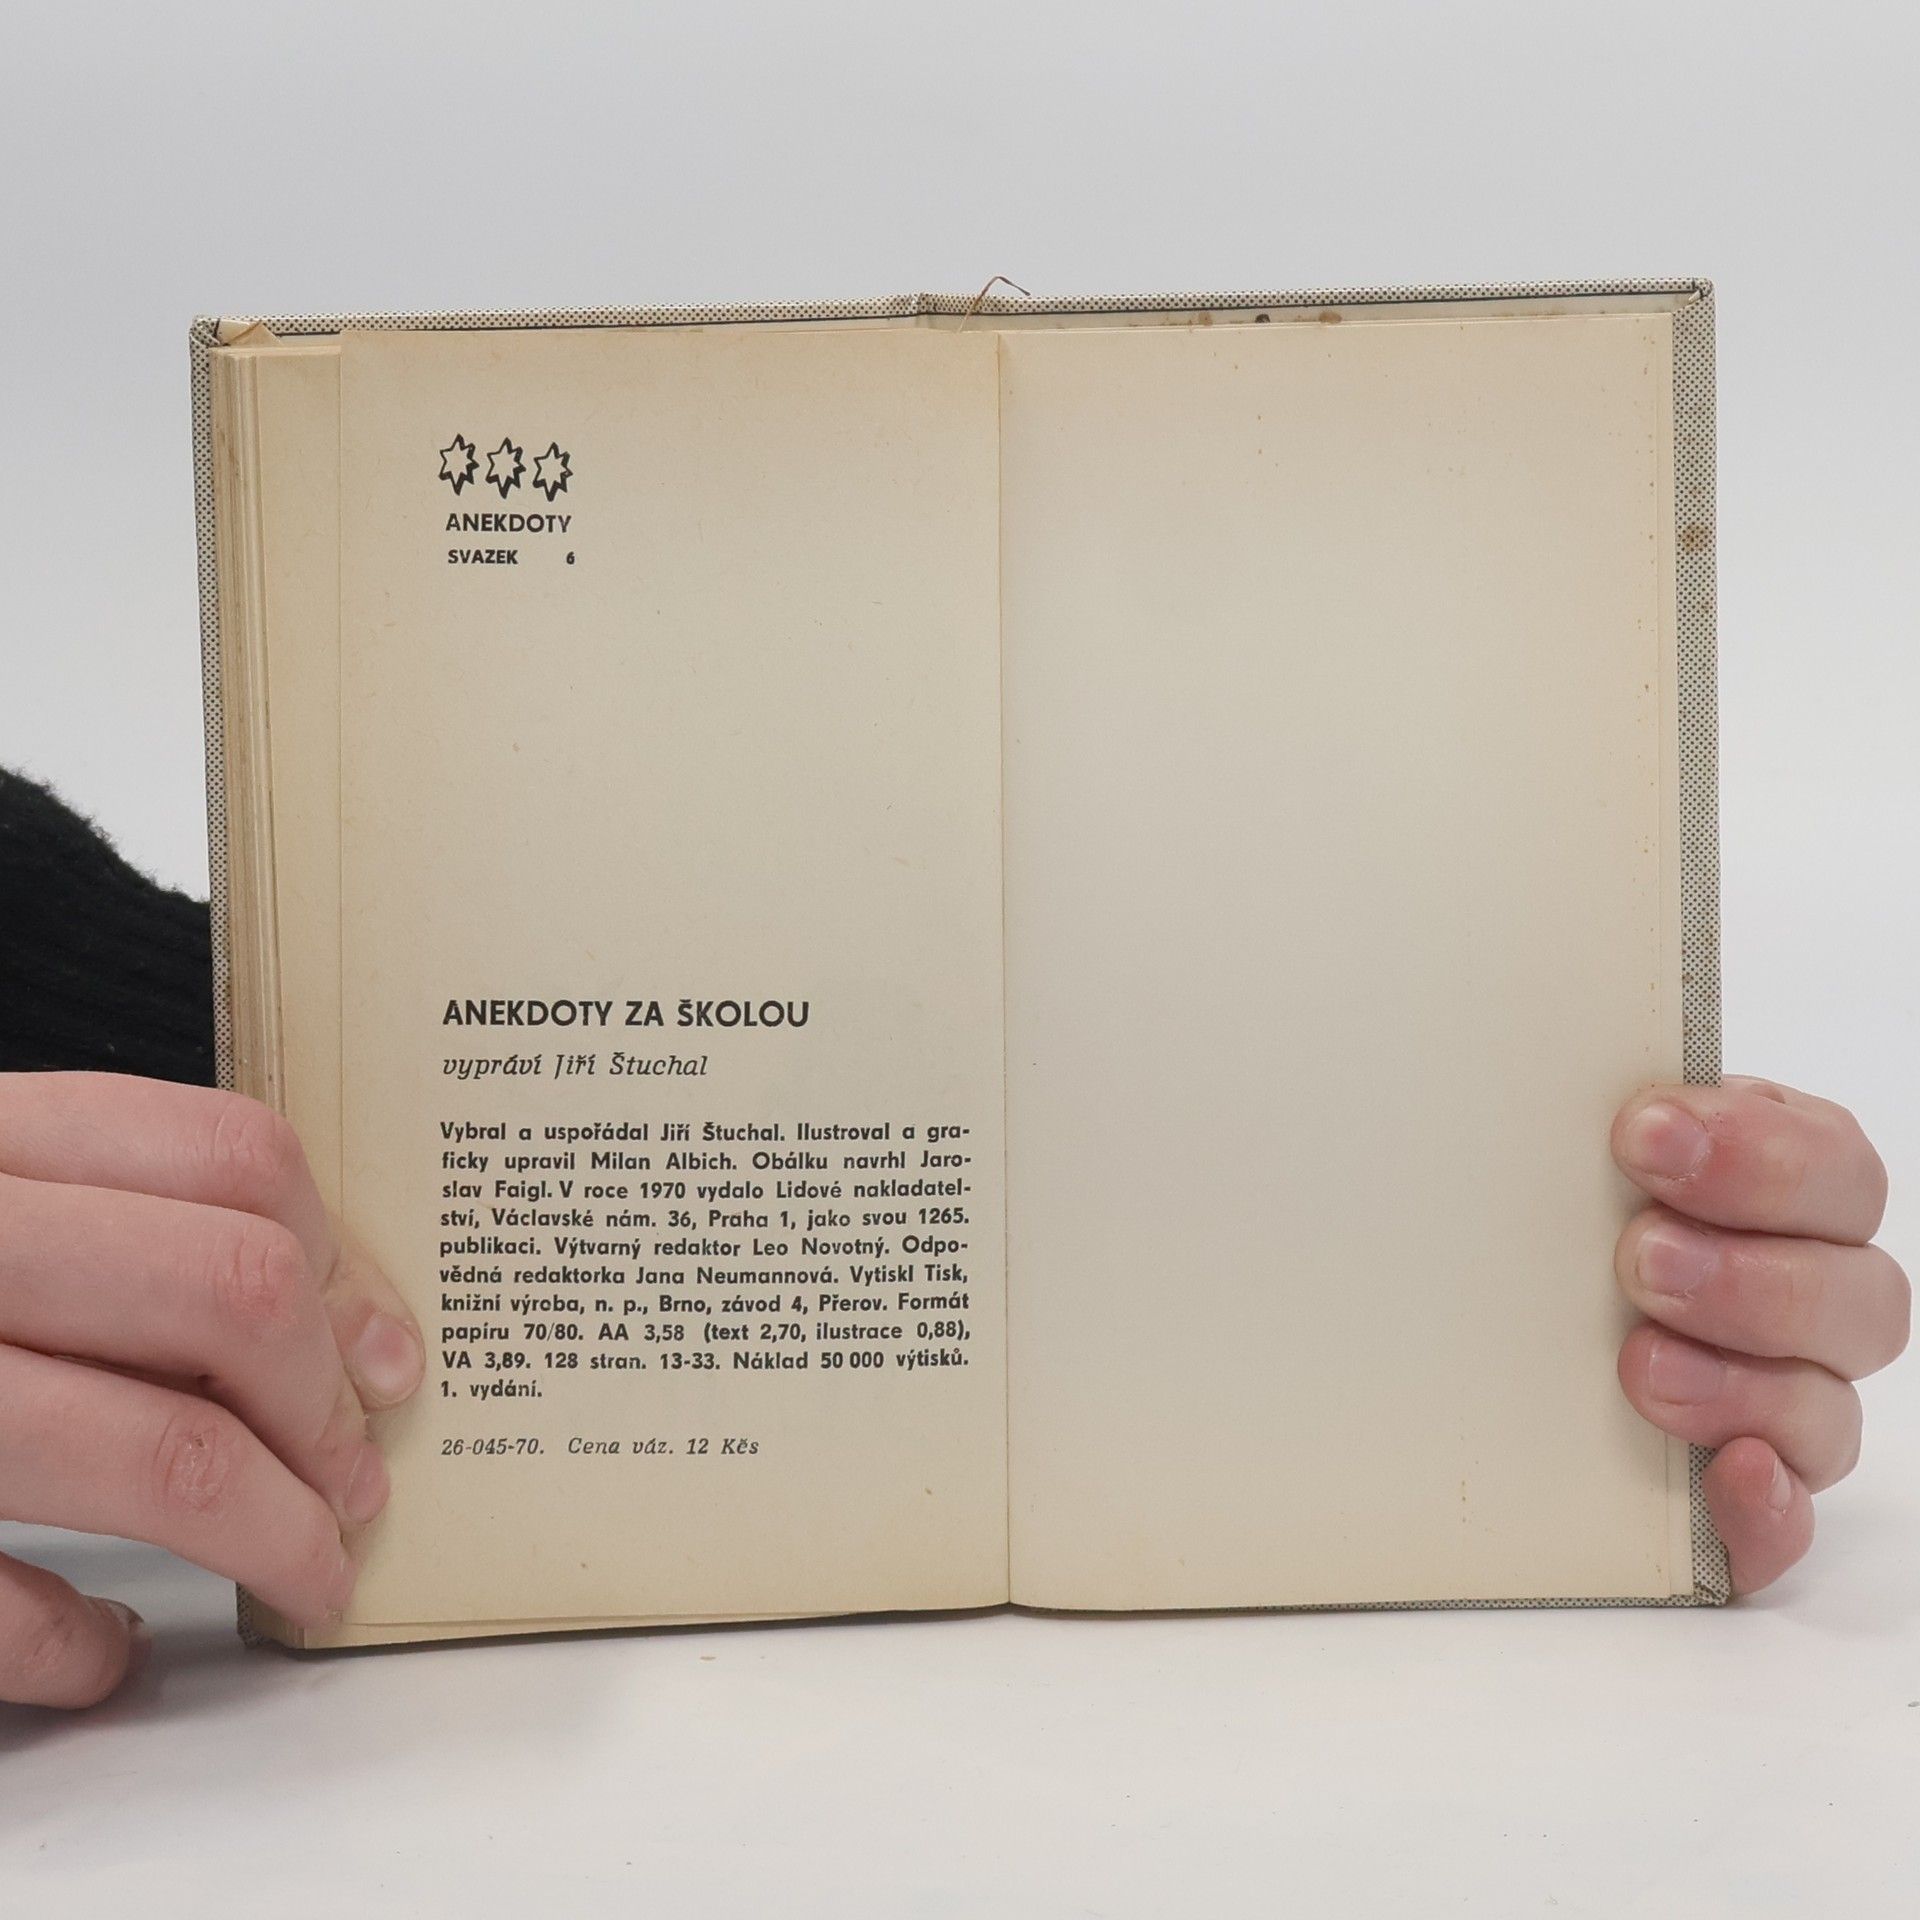 ANEKDOTY
SVAZEK 6
ANEKDOTY ZA ŠKOLOU
vypráví Jiří Štuchal
Vybral a uspořádal Jiří Štuchal. Ilustroval a gra-
ficky upravil Milan Albich. Obálku navrhl Jaro-
slav Faigl. V roce 1970 vydalo Lidové nakladatel-
ství, Václavské nám. 36, Praha 1, jako svou 1265.
publikaci. Výtvarný redaktor Leo Novotný. Odpo-
vědná redaktorka Jana Neumannová. Vytiskl Tisk,
knižní výroba, n. p., Brno, závod 4, Přerov. Formát
papíru 70/80. AA 3,58 (text 2,70, ilustrace 0,88),
VA 3,89. 128 stran. 13-33. Náklad 50 000 výtisků.
1. vydání.
26-045-70. Cena váz. 12 Kčs